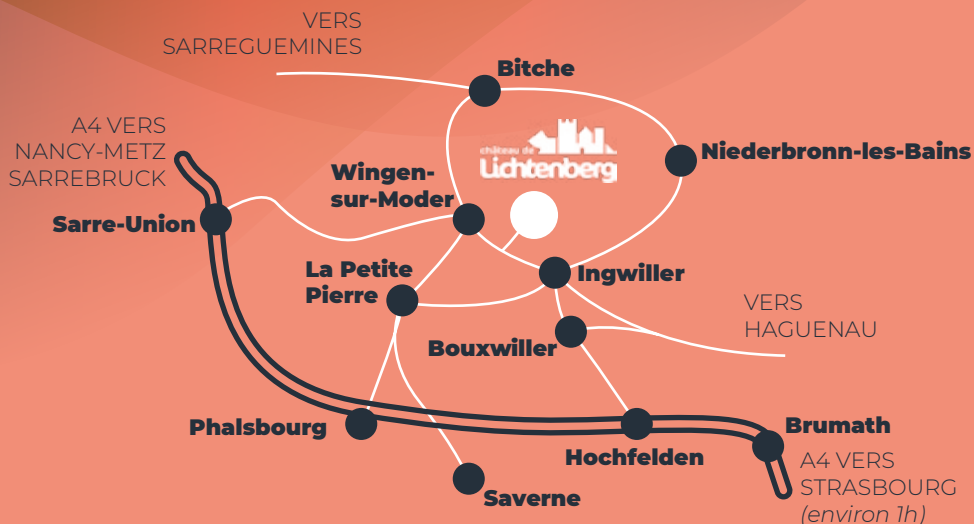 VERS
SARREGUEMINES
Bitche
A4 VERS
NANCY-METZ
SARREBRUCK
château de
Lichtenberg
Niederbronn-les-Bains
Wingen-
sur-Moder
Sarre-Union
La Petite
Pierre
Ingwiller
VERS
HAGUENAU
Bouxwiller
Phalsbourg
Brumath
Hochfelden
A4 VERS
STRASBOURG
(environ 1h)
Saverne